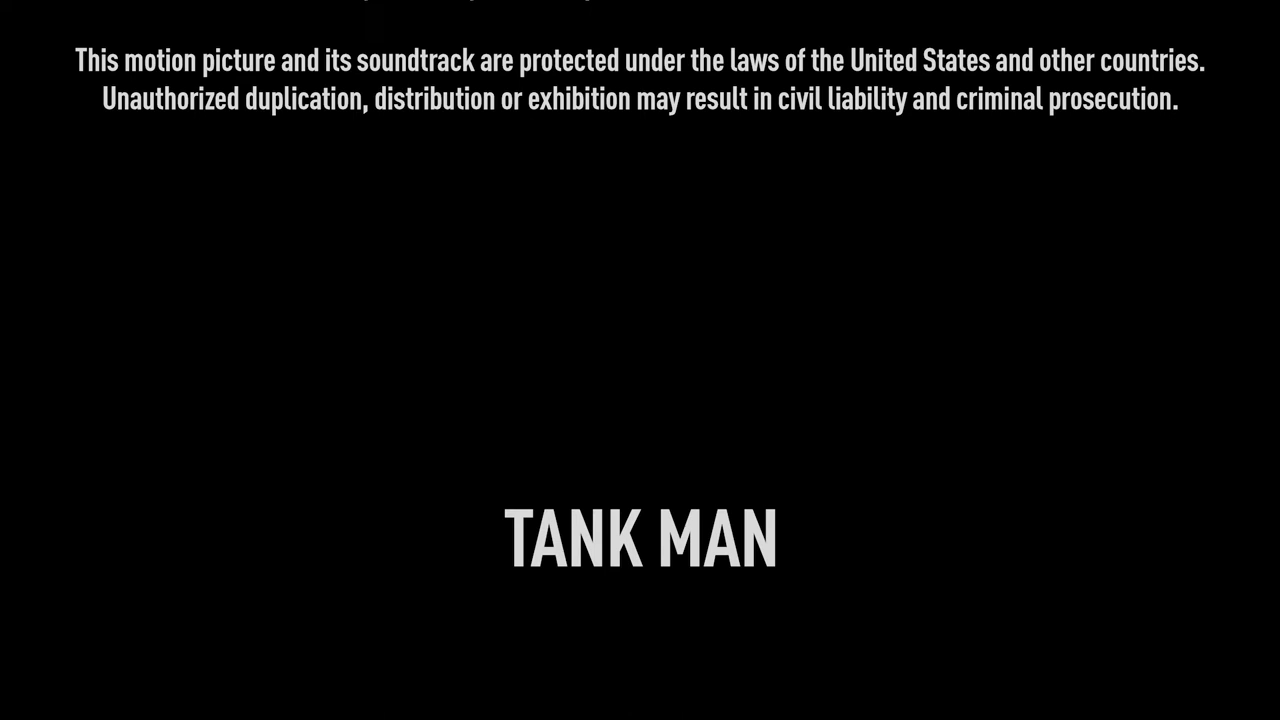 This motion picture and its soundtrack are protected under the laws of the United States and other countries.
Unauthorized duplication, distribution or exhibition may result in civil liability and criminal prosecution.
TANK MAN